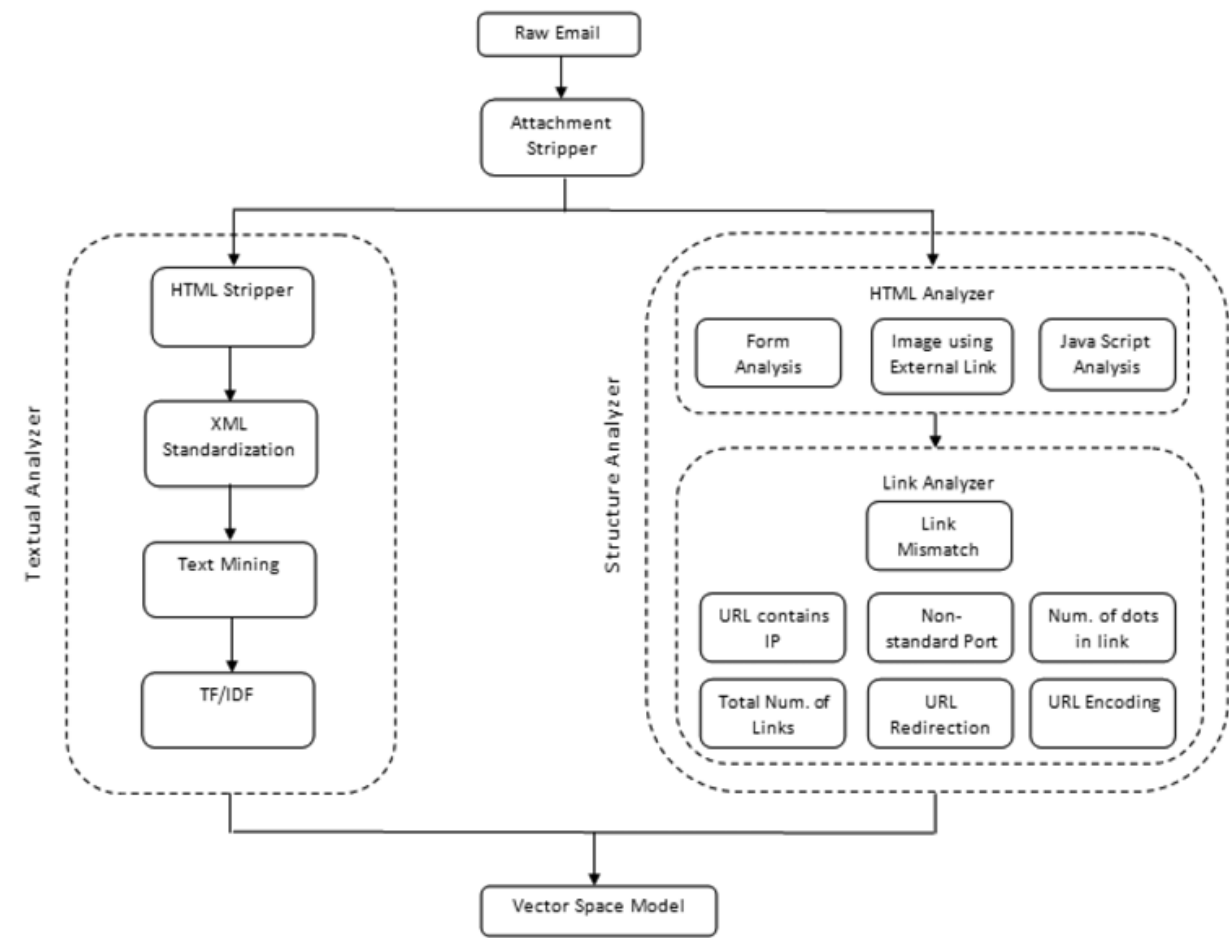 Raw Email
Attachment
Stripper
Textual Analyzer
HTML Stripper
XML
Standardization
Text Mining
TF/IDF
Structure Analyzer
HTML Analyzer
Form
Analysis
Image using
External Link
Java Script
Analysis
Link Analyzer
Link
Mismatch
URL contains
IP
Non-
standard Port
Num. of dots
in link
Total Num. of
Links
URL
Redirection
URL Encoding
Vector Space Model